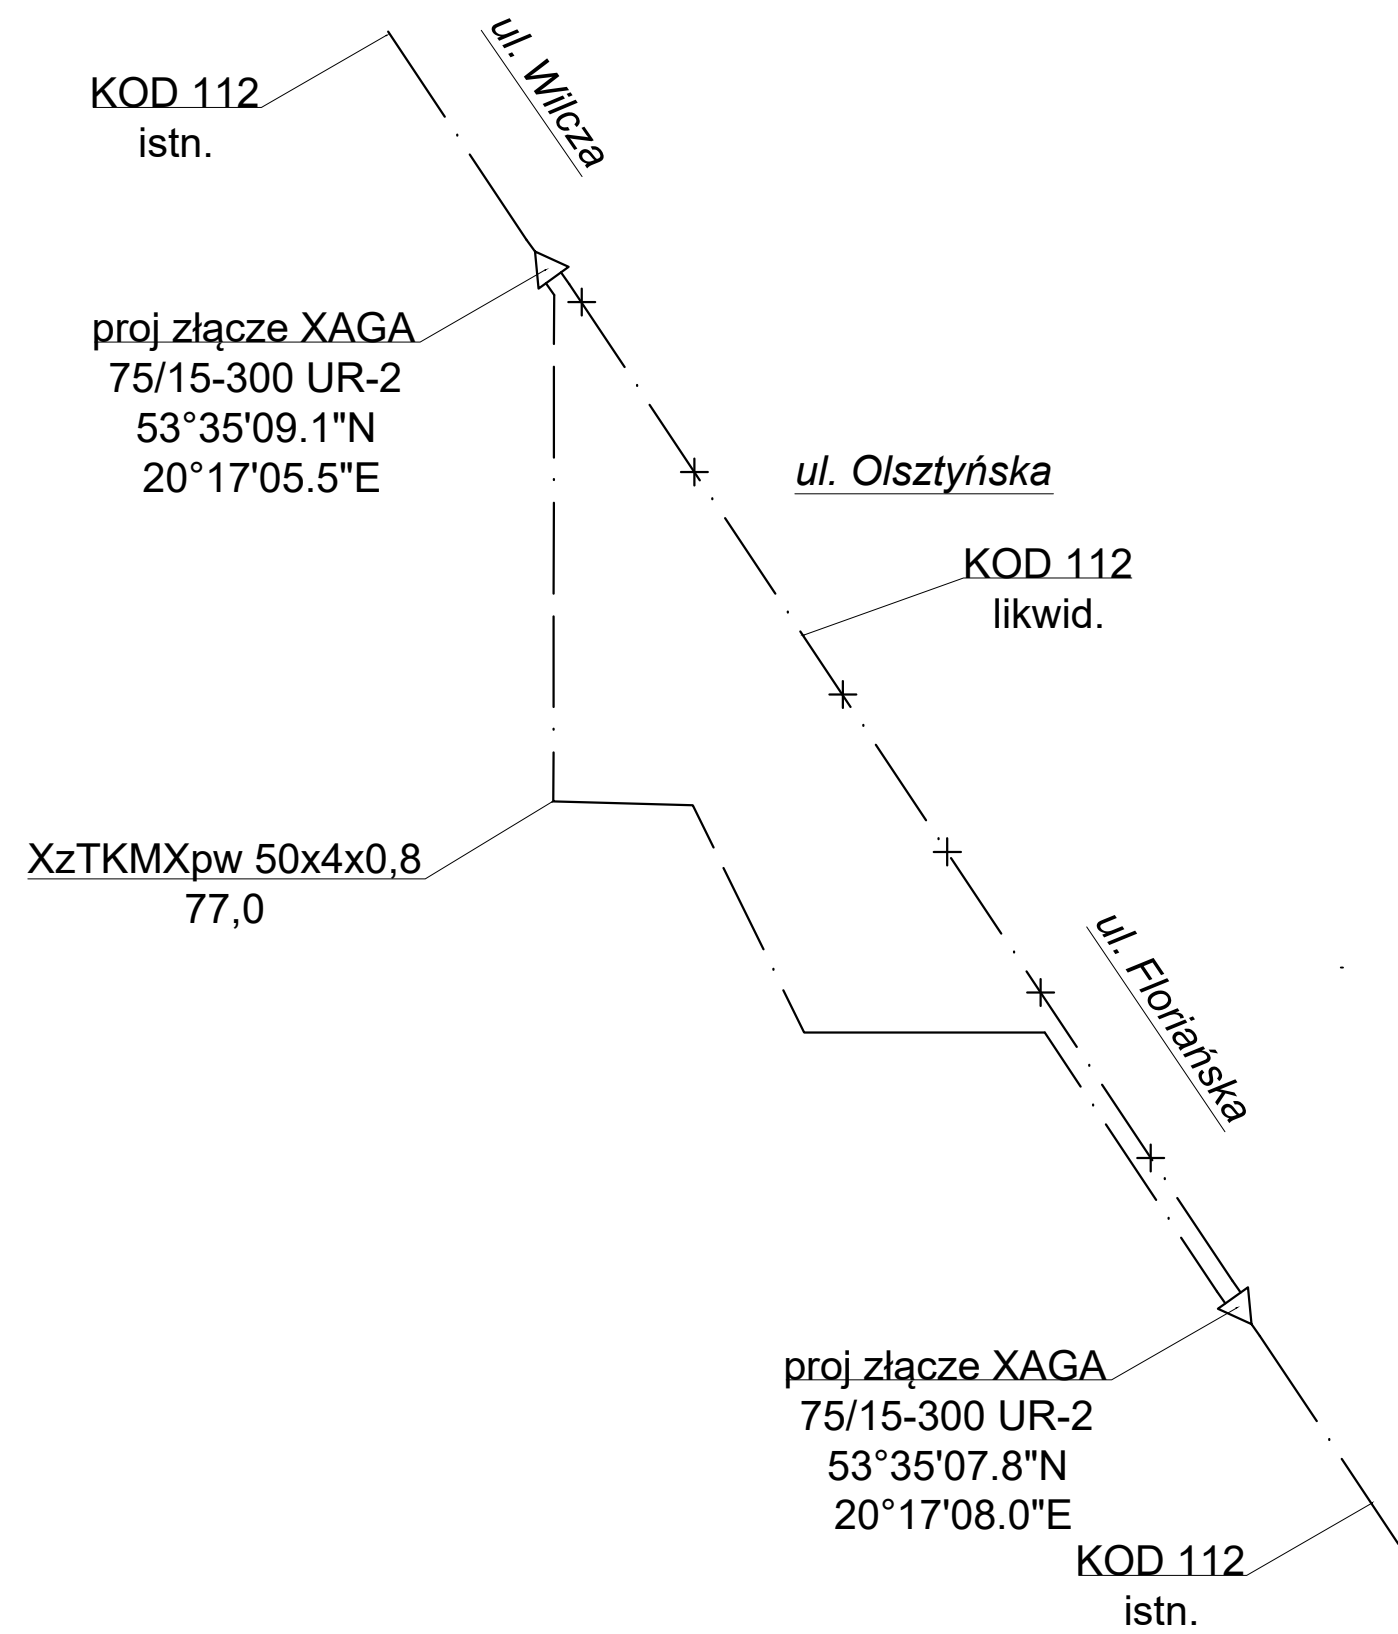 ul. Wilcza
KOD 112
istn.
proj złącze XAGA
75/15-300 UR-2
53°35'09.1"N
20°17'05.5"E
ul. Olsztyńska
KOD 112
likwid.
XzTKMXpw 50x4x0,8
77,0
ul. Floriańska
proj złącze XAGA
75/15-300 UR-2
53°35'07.8"N
20°17'08.0"E
KOD 112
istn.